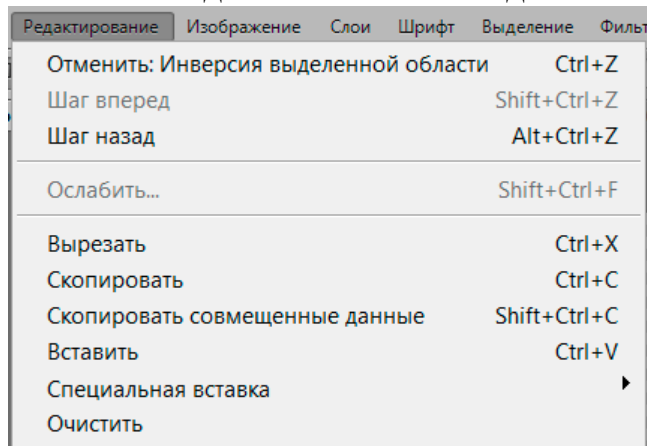 Редактирование Изображение Слои Шрифт Выделение Фильт
Отменить: Инверсия выделенной области Ctrl+Z
Шаг вперед Shift+Ctrl+Z
Шаг назад Alt+Ctrl+Z
Ослабить... Shift+Ctrl+F
Вырезать Ctrl+X
Скопировать Ctrl+C
Скопировать совмещенные данные Shift+Ctrl+C
Вставить Ctrl+V
Специальная вставка
Очистить